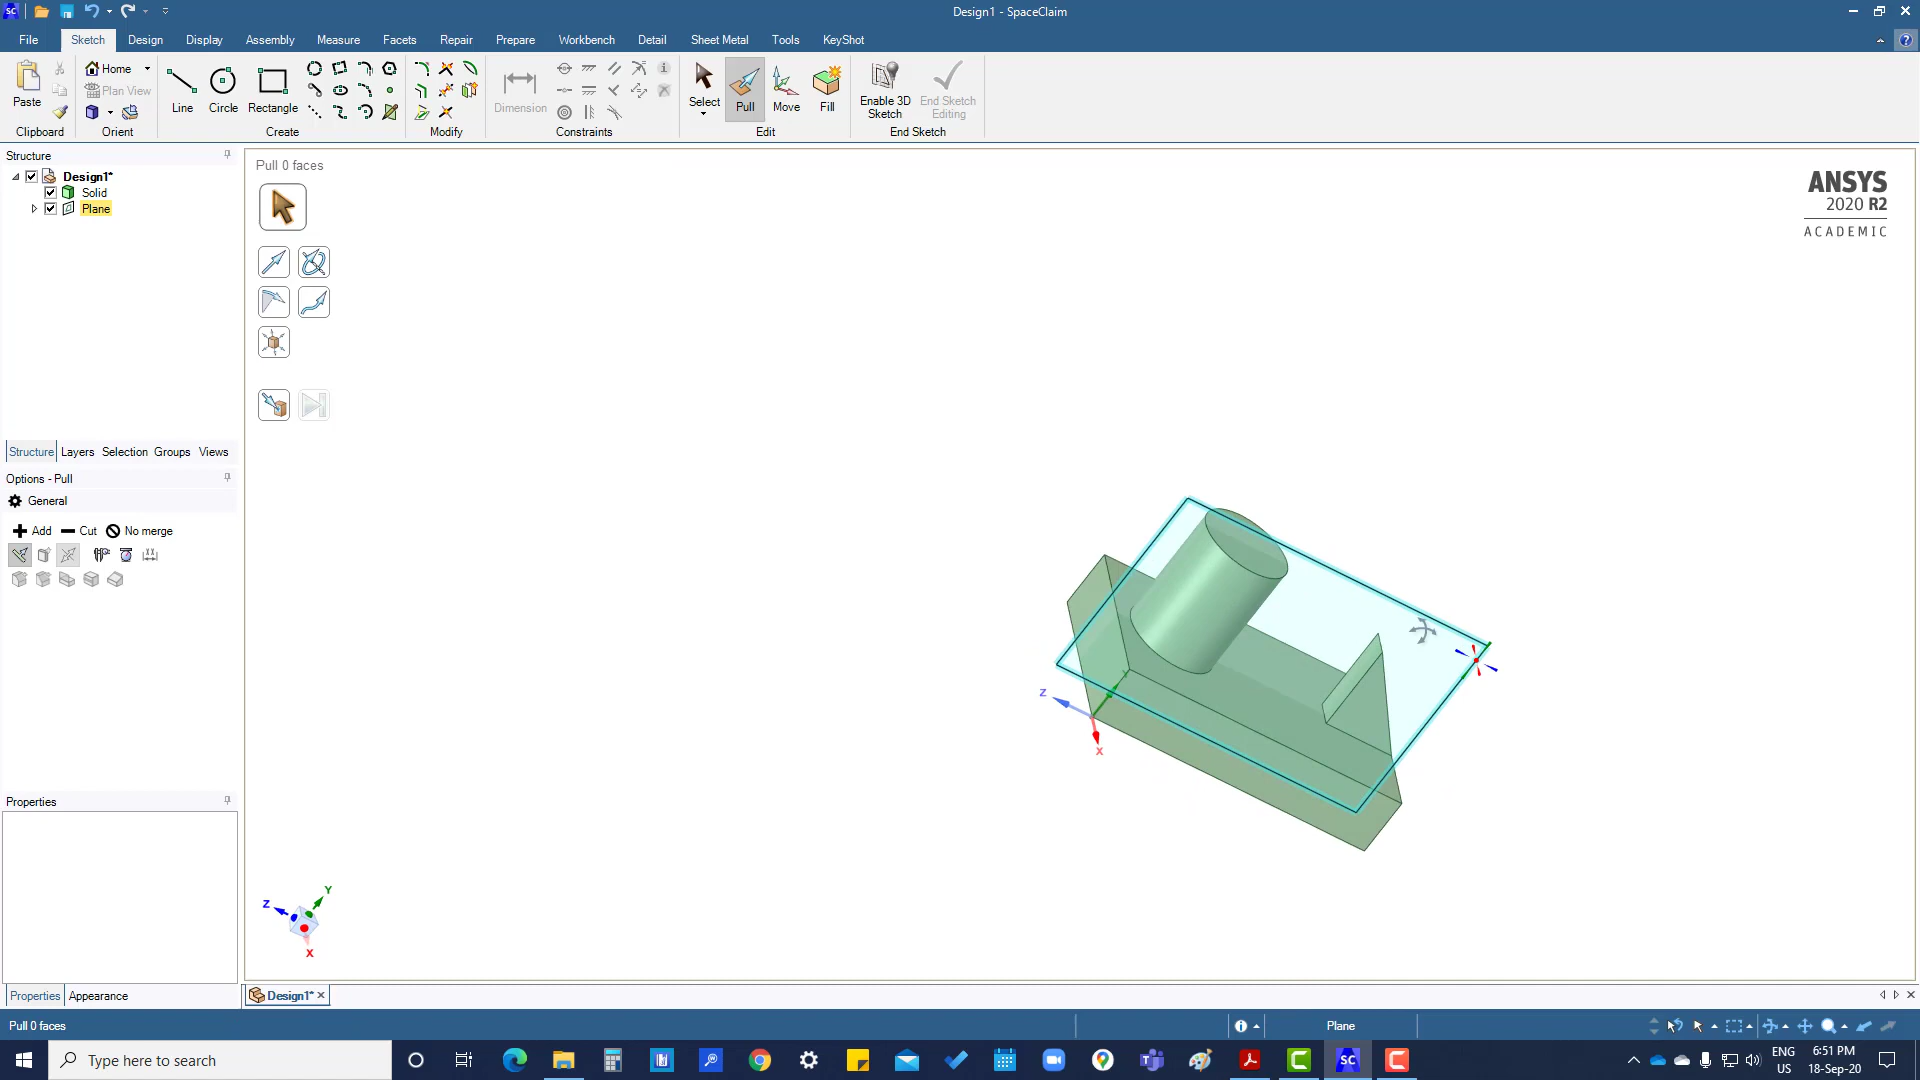 SC
Design1 - SpaceClaim
File Sketch Design Display Assembly Measure Facets Repair Prepare Workbench Detail Sheet Metal Tools KeyShot
Paste
Home
Plan View
Line
Circle
Rectangle
Dimension
Select
Pull
Move
Fill
Enable 3D
Sketch
End Sketch
Editing
Clipboard
Orient
Create
Modify
Constraints
Edit
End Sketch
Structure
Design1*
Solid
Plane
Pull 0 faces
ANSYS
2020 R2
ACADEMIC
Structure Layers Selection Groups Views
Options - Pull
General
Add Cut No merge
Properties
Y
Z
X
Y
Z
X
Properties Appearance
Design1*
Pull 0 faces
Plane
Type here to search
SC
ENG
US
6:51 PM
18-Sep-20